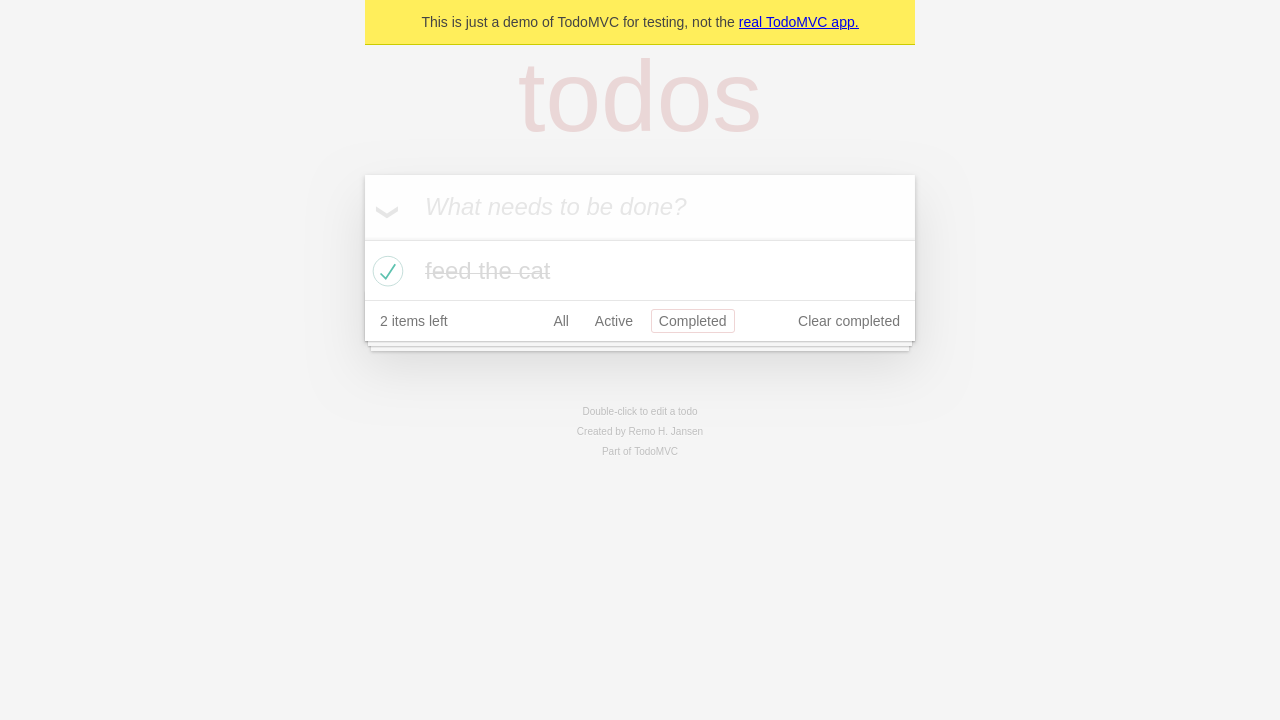 This is just a demo of TodoMVC for testing, not the real TodoMVC app.
todos
What needs to be done?
feed the cat
2 items left All Active Completed Clear completed
Double-click to edit a todo
Created by Remo H. Jansen
Part of TodoMVC